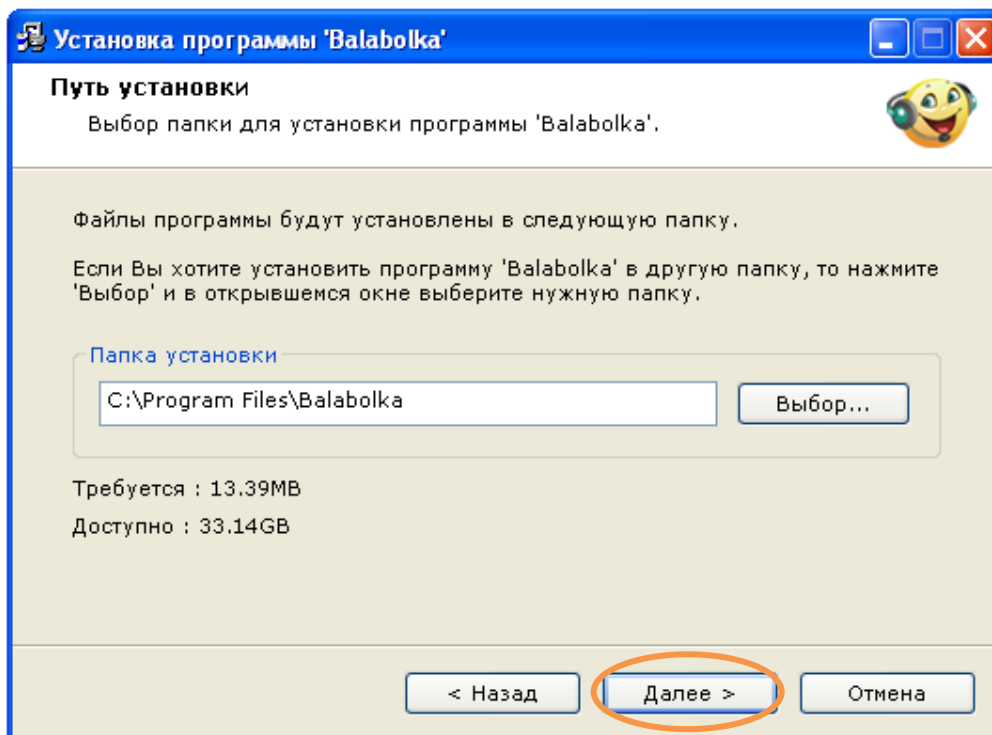 Установка программы 'Balabolka'
Путь установки
Выбор папки для установки программы 'Balabolka'.
Файлы программы будут установлены в следующую папку.
Если Вы хотите установить программу 'Balabolka' в другую папку, то нажмите
'Выбор' и в открывшемся окне выберите нужную папку.
Папка установки
C:\Program Files\Balabolka
Выбор...
Требуется : 13.39MB
Доступно : 33.14GB
< Назад
Далее >
Отмена